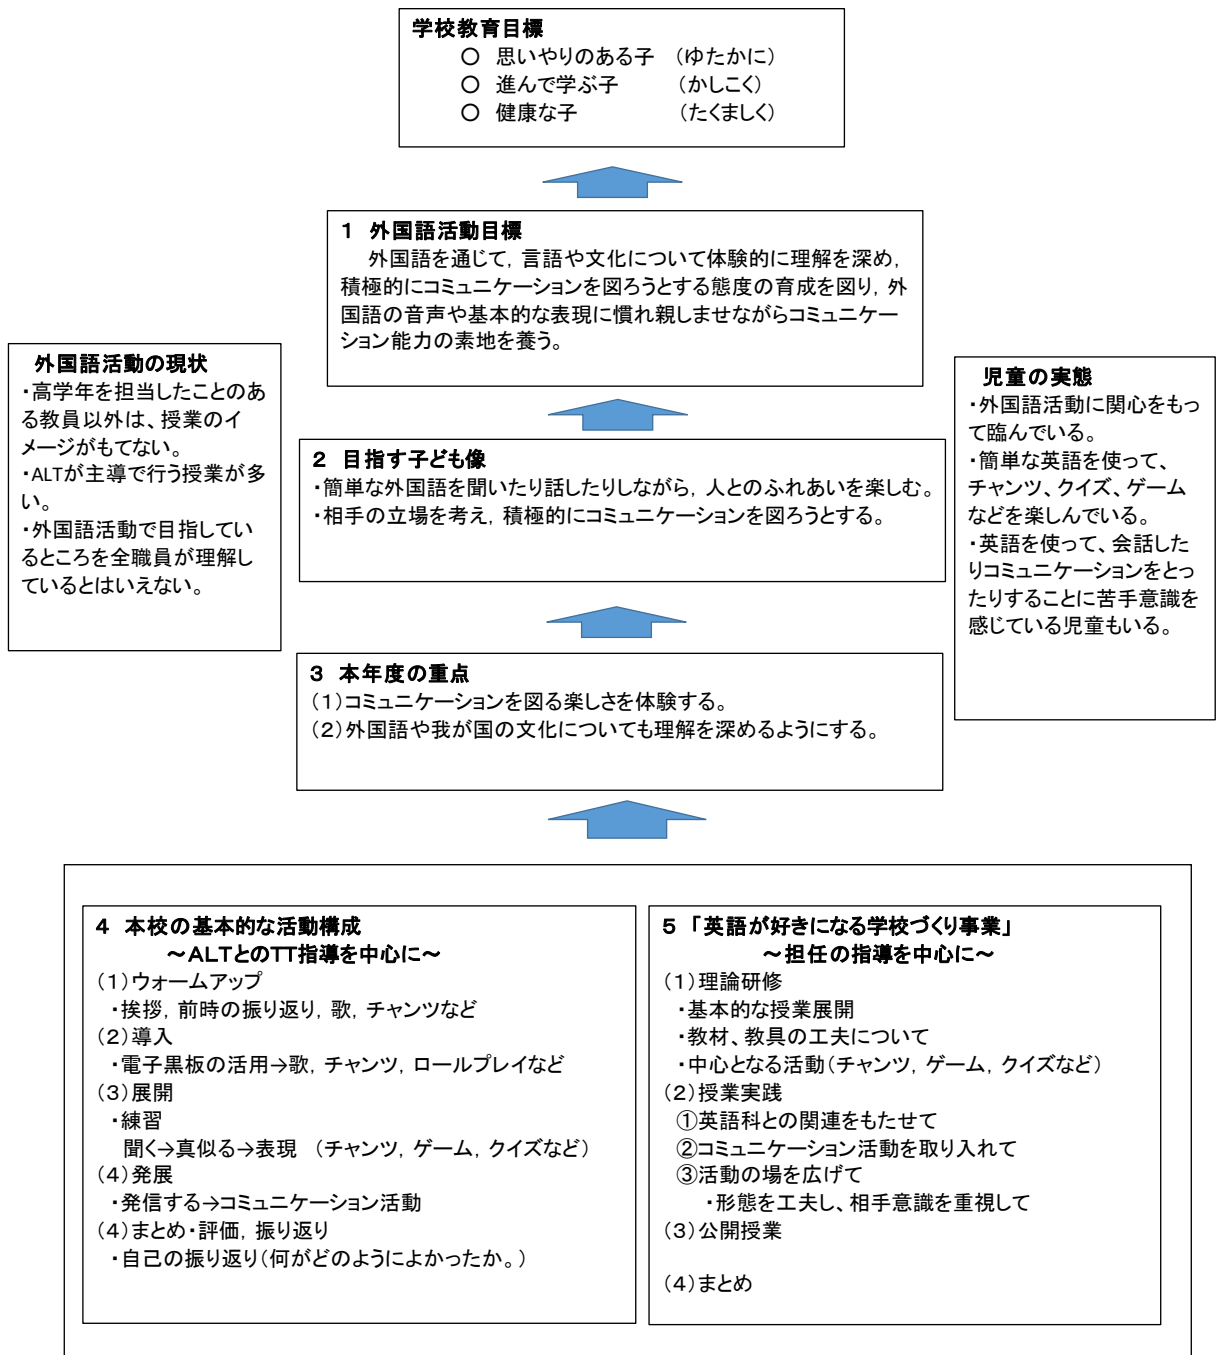 学校教育目標
○ 思いやりのある子 （ゆたかに）
○ 進んで学ぶ子 （かしこく）
○ 健康な子 （たくましく）
1 外国語活動目標
外国語を通じて，言語や文化について体験的に理解を深め，
積極的にコミュニケーションを図ろうとする態度の育成を図り，外
国語の音声や基本的な表現に慣れ親しませながらコミュニケー
ション能力の素地を養う。
外国語活動の現状
・高学年を担当したことのあ
る教員以外は、授業のイ
メージがもてない。
・ALTが主導で行う授業が多
い。
・外国語活動で目指してい
るところを全職員が理解し
ているとはいえない。
2 目指す子ども像
・簡単な外国語を聞いたり話したりしながら，人とのふれあいを楽しむ。
・相手の立場を考え，積極的にコミュニケーションを図ろうとする。
児童の実態
・外国語活動に関心をもっ
て臨んでいる。
・簡単な英語を使って、
チャンツ、クイズ、ゲーム
などを楽しんでいる。
・英語を使って、会話した
りコミュニケーションをとっ
たりすることに苦手意識を
感じている児童もいる。
3 本年度の重点
（1）コミュニケーションを図る楽しさを体験する。
（2）外国語や我が国の文化についても理解を深めるようにする。
4 本校の基本的な活動構成
～ALTとのTT指導を中心に～
（1）ウォームアップ
・挨拶，前時の振り返り，歌，チャンツなど
（2）導入
・電子黒板の活用→歌，チャンツ，ロールプレイなど
（3）展開
・練習
聞く→真似る→表現 （チャンツ，ゲーム，クイズなど）
（4）発展
・発信する→コミュニケーション活動
（4）まとめ・評価，振り返り
・自己の振り返り（何がどのようによかったか。）
5 「英語が好きになる学校づくり事業」
～担任の指導を中心に～
（1）理論研修
・基本的な授業展開
・教材、教具の工夫について
・中心となる活動（チャンツ，ゲーム，クイズなど）
（2）授業実践
①英語科との関連をもたせて
②コミュニケーション活動を取り入れて
③活動の場を広げて
・形態を工夫し、相手意識を重視して
（3）公開授業
（4）まとめ